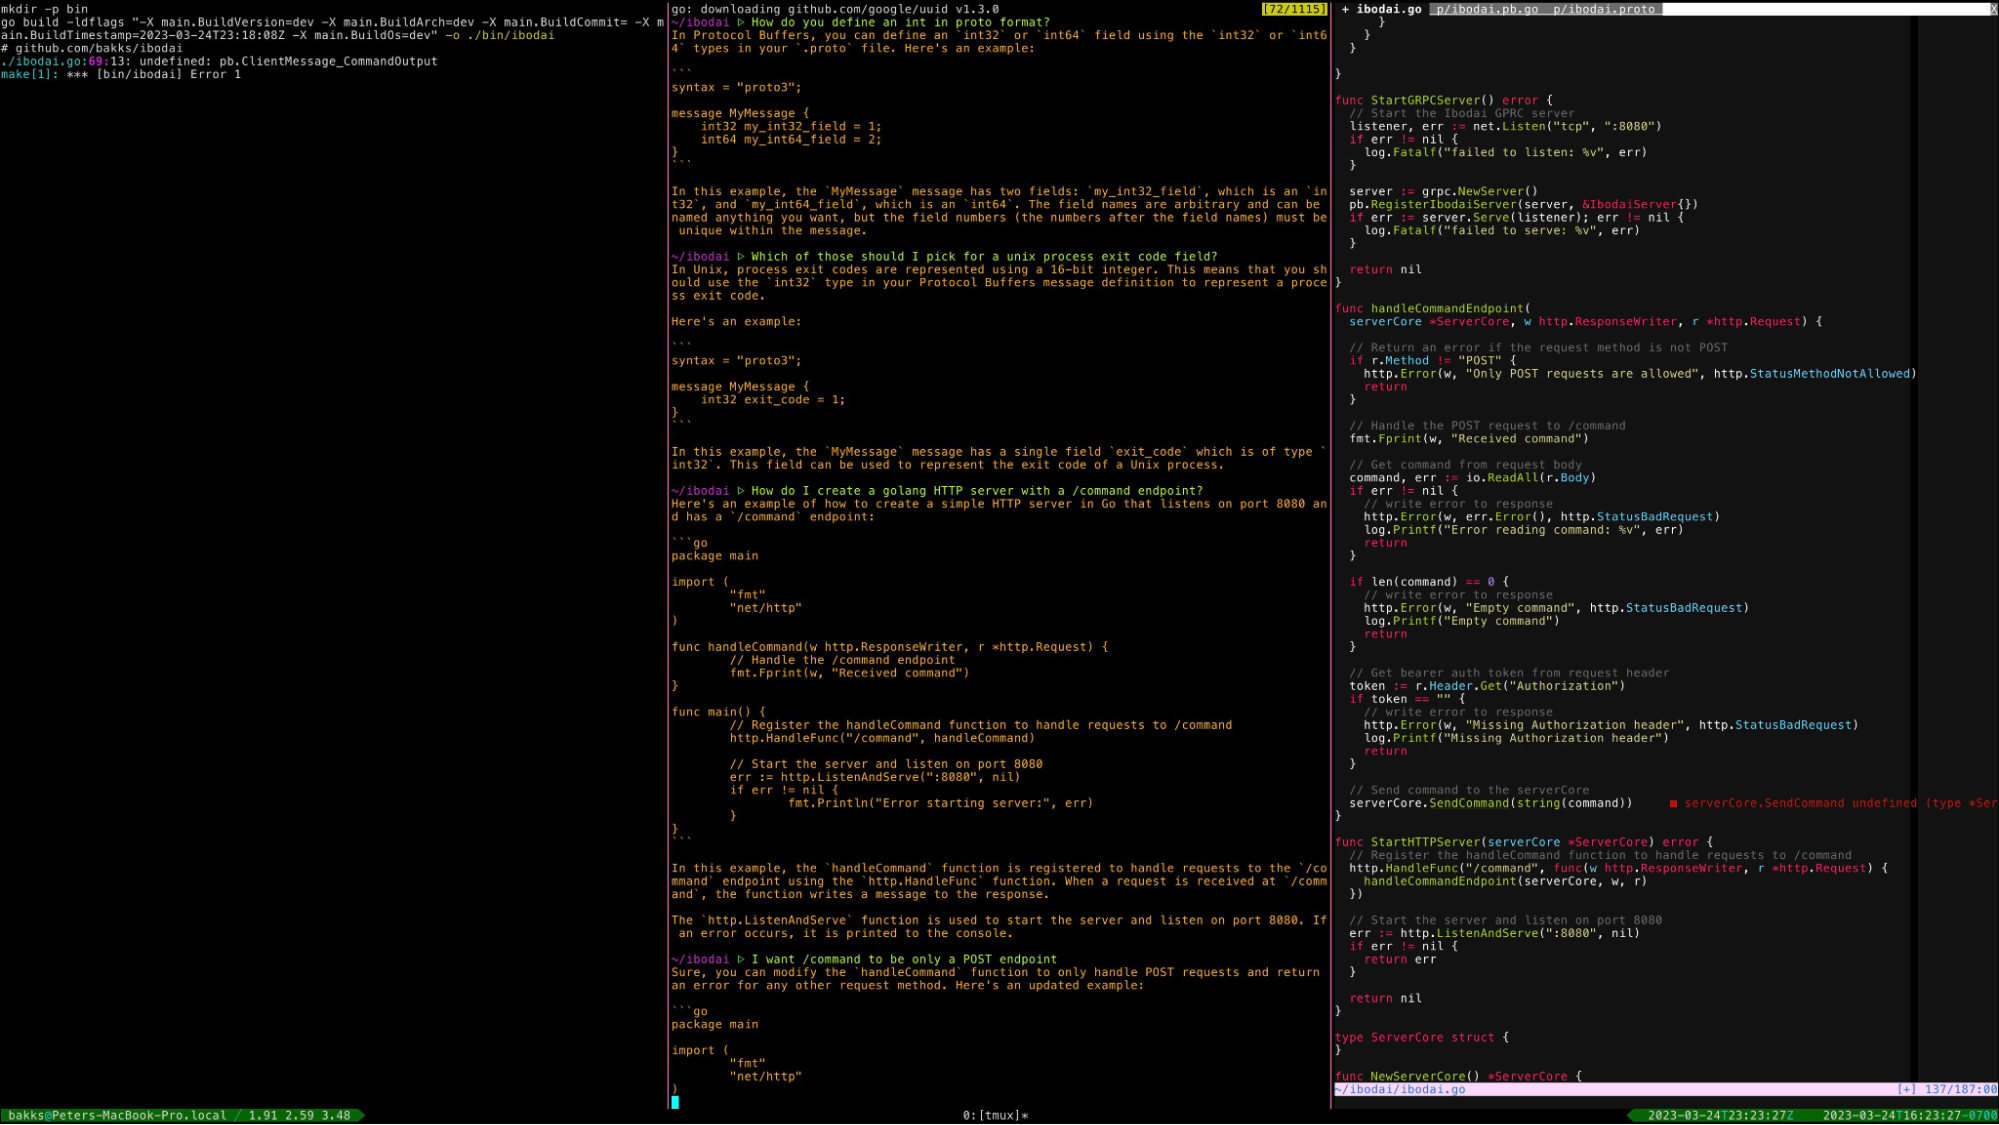 mkdir -p bin
go build -ldflags "-X main.BuildVersion=dev -X main.BuildArch=dev -X main.BuildCommit= -X m
ain.BuildTimestamp=2023-03-24T23:18:08Z -X main.BuildOs=dev" -o ./bin/ibodai
# github.com/bakks/ibodai
./ibodai.go:69:13: undefined: pb.ClientMessage_CommandOutput
make[1]: *** [bin/ibodai] Error 1
go: downloading github.com/google/uuid v1.3.0 [72/1115]
~/ibodai ▷ How do you define an int in proto format?
In Protocol Buffers, you can define an `int32` or `int64` field using the `int32` or `int6
4` types in your `.proto` file. Here's an example:
```
syntax = "proto3";
message MyMessage {
    int32 my_int32_field = 1;
    int64 my_int64_field = 2;
}
```
In this example, the `MyMessage` message has two fields: `my_int32_field`, which is an `in
t32`, and `my_int64_field`, which is an `int64`. The field names are arbitrary and can be
named anything you want, but the field numbers (the numbers after the field names) must be
 unique within the message.
~/ibodai ▷ Which of those should I pick for a unix process exit code field?
In Unix, process exit codes are represented using a 16-bit integer. This means that you sh
ould use the `int32` type in your Protocol Buffers message definition to represent a proce
ss exit code.
Here's an example:
```
syntax = "proto3";
message MyMessage {
    int32 exit_code = 1;
}
```
In this example, the `MyMessage` message has a single field `exit_code` which is of type `
int32`. This field can be used to represent the exit code of a Unix process.
~/ibodai ▷ How do I create a golang HTTP server with a /command endpoint?
Here's an example of how to create a simple HTTP server in Go that listens on port 8080 an
d has a `/command` endpoint:
```go
package main
import (
        "fmt"
        "net/http"
)
func handleCommand(w http.ResponseWriter, r *http.Request) {
        // Handle the /command endpoint
        fmt.Fprint(w, "Received command")
}
func main() {
        // Register the handleCommand function to handle requests to /command
        http.HandleFunc("/command", handleCommand)
        // Start the server and listen on port 8080
        err := http.ListenAndServe(":8080", nil)
        if err != nil {
                fmt.Println("Error starting server:", err)
        }
}
```
In this example, the `handleCommand` function is registered to handle requests to the `/co
mmand` endpoint using the `http.HandleFunc` function. When a request is received at `/comm
and`, the function writes a message to the response.
The `http.ListenAndServe` function is used to start the server and listen on port 8080. If
 an error occurs, it is printed to the console.
~/ibodai ▷ I want /command to be only a POST endpoint
Sure, you can modify the `handleCommand` function to only handle POST requests and return
an error for any other request method. Here's an updated example:
```go
package main
import (
        "fmt"
        "net/http"
)
+ ibodai.go  p/ibodai.pb.go  p/ibodai.proto X
      }
    }
  }
}
func StartGRPCServer() error {
  // Start the Ibodai GPRC server
  listener, err := net.Listen("tcp", ":8080")
  if err != nil {
    log.Fatalf("failed to listen: %v", err)
  }
  server := grpc.NewServer()
  pb.RegisterIbodaiServer(server, &IbodaiServer{})
  if err := server.Serve(listener); err != nil {
    log.Fatalf("failed to serve: %v", err)
  }
  return nil
}
func handleCommandEndpoint(
  serverCore *ServerCore, w http.ResponseWriter, r *http.Request) {
  // Return an error if the request method is not POST
  if r.Method != "POST" {
    http.Error(w, "Only POST requests are allowed", http.StatusMethodNotAllowed)
    return
  }
  // Handle the POST request to /command
  fmt.Fprint(w, "Received command")
  // Get command from request body
  command, err := io.ReadAll(r.Body)
  if err != nil {
    // write error to response
    http.Error(w, err.Error(), http.StatusBadRequest)
    log.Printf("Error reading command: %v", err)
    return
  }
  if len(command) == 0 {
    // write error to response
    http.Error(w, "Empty command", http.StatusBadRequest)
    log.Printf("Empty command")
    return
  }
  // Get bearer auth token from request header
  token := r.Header.Get("Authorization")
  if token == "" {
    // write error to response
    http.Error(w, "Missing Authorization header", http.StatusBadRequest)
    log.Printf("Missing Authorization header")
    return
  }
  // Send command to the serverCore
  serverCore.SendCommand(string(command))     ■ serverCore.SendCommand undefined (type *Ser
}
func StartHTTPServer(serverCore *ServerCore) error {
  // Register the handleCommand function to handle requests to /command
  http.HandleFunc("/command", func(w http.ResponseWriter, r *http.Request) {
    handleCommandEndpoint(serverCore, w, r)
  })
  // Start the server and listen on port 8080
  err := http.ListenAndServe(":8080", nil)
  if err != nil {
    return err
  }
  return nil
}
type ServerCore struct {
}
func NewServerCore() *ServerCore {
~/ibodai/ibodai.go [+] 137/187:00
bakks@Peters-MacBook-Pro.local / 1.91 2.59 3.48
0:[tmux]*
2023-03-24T23:23:27Z 2023-03-24T16:23:27-0700